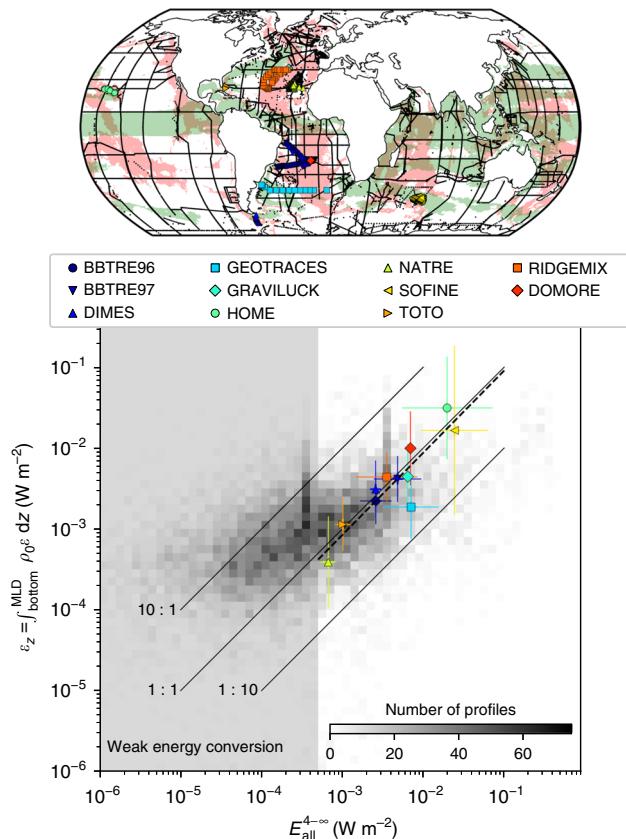 BBTRE96 GEOTRACES NATRE RIDGEMIX
BBTRE97 GRAVILUCK SOFINE DOMORE
DIMES HOME TOTO
10⁻¹
10⁻²
10⁻³
10⁻⁴
10⁻⁵
10⁻⁶
ε_z = ∫_bottom^MLD ρ₀ε dz (W m⁻²)
10 : 1
1 : 1
1 : 10
Weak energy conversion
Number of profiles
0 20 40 60
10⁻⁶ 10⁻⁵ 10⁻⁴ 10⁻³ 10⁻² 10⁻¹
E_all^4−∞ (W m⁻²)